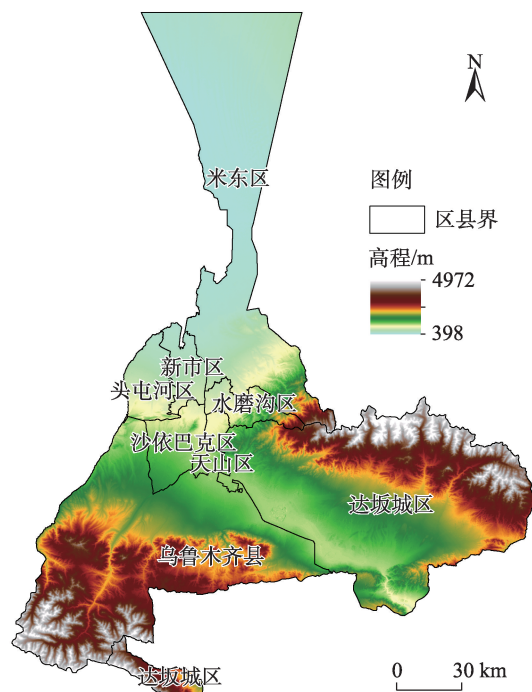 N
米东区
图例
区县界
高程/m
4972
398
新市区
头屯河区
水磨沟区
沙依巴克区
天山区
达坂城区
乌鲁木齐县
达坂城区
0 30 km